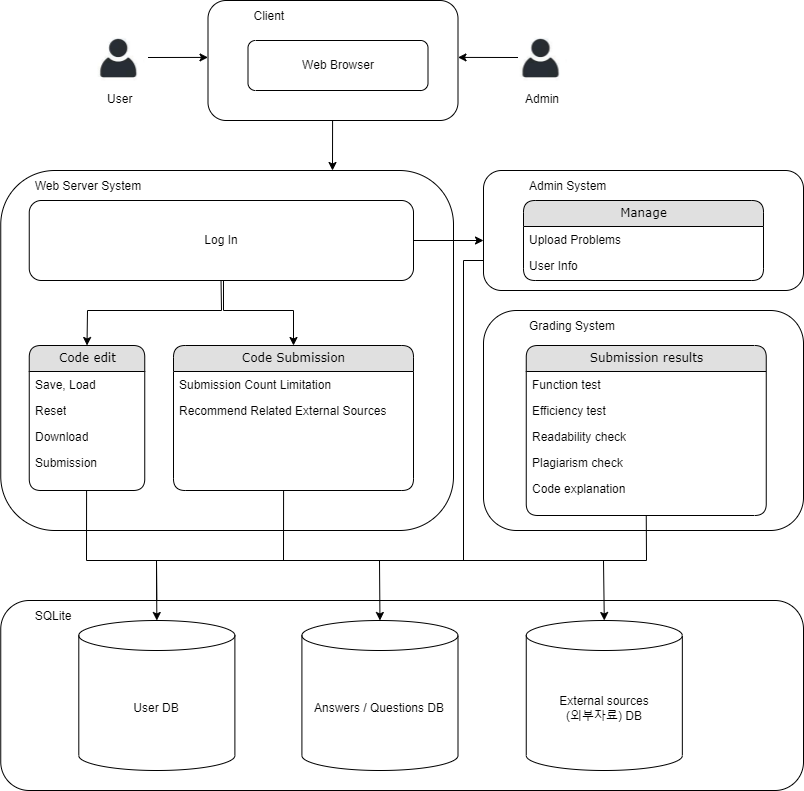 Client
Web Browser
User
Admin
Web Server System
Log In
Admin System
Manage
Upload Problems
User Info
Code edit
Save, Load
Reset
Download
Submission
Code Submission
Submission Count Limitation
Recommend Related External Sources
Grading System
Submission results
Function test
Efficiency test
Readability check
Plagiarism check
Code explanation
SQLite
User DB
Answers / Questions DB
External sources
(외부자료) DB